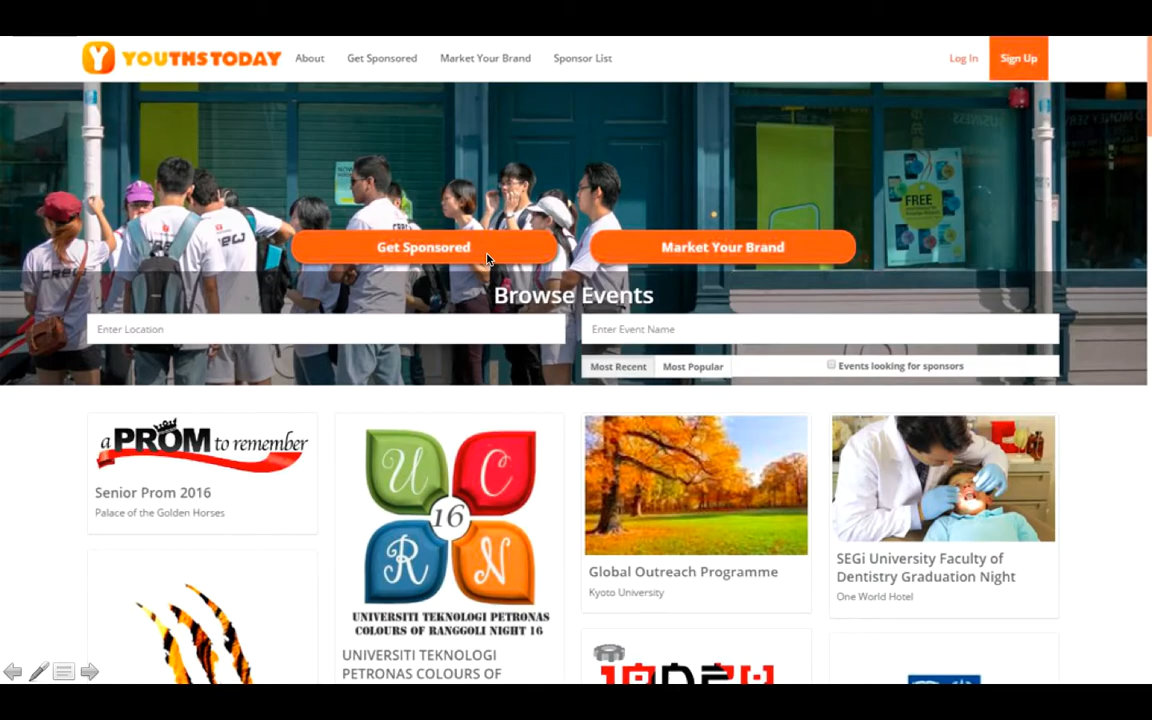 Y YOUTHSTODAY About Get Sponsored Market Your Brand Sponsor List Log In Sign Up
FREE
Get Sponsored Market Your Brand
Browse Events
Enter Location Enter Event Name
Most Recent Most Popular Events looking for sponsors
a PROM to remember
Senior Prom 2016
Palace of the Golden Horses
U C
16
R N
UNIVERSITI TEKNOLOGI PETRONAS
COLOURS OF RANGGOLI NIGHT 16
UNIVERSITI TEKNOLOGI
PETRONAS COLOURS OF
Global Outreach Programme
Kyoto University
SEGi University Faculty of
Dentistry Graduation Night
One World Hotel